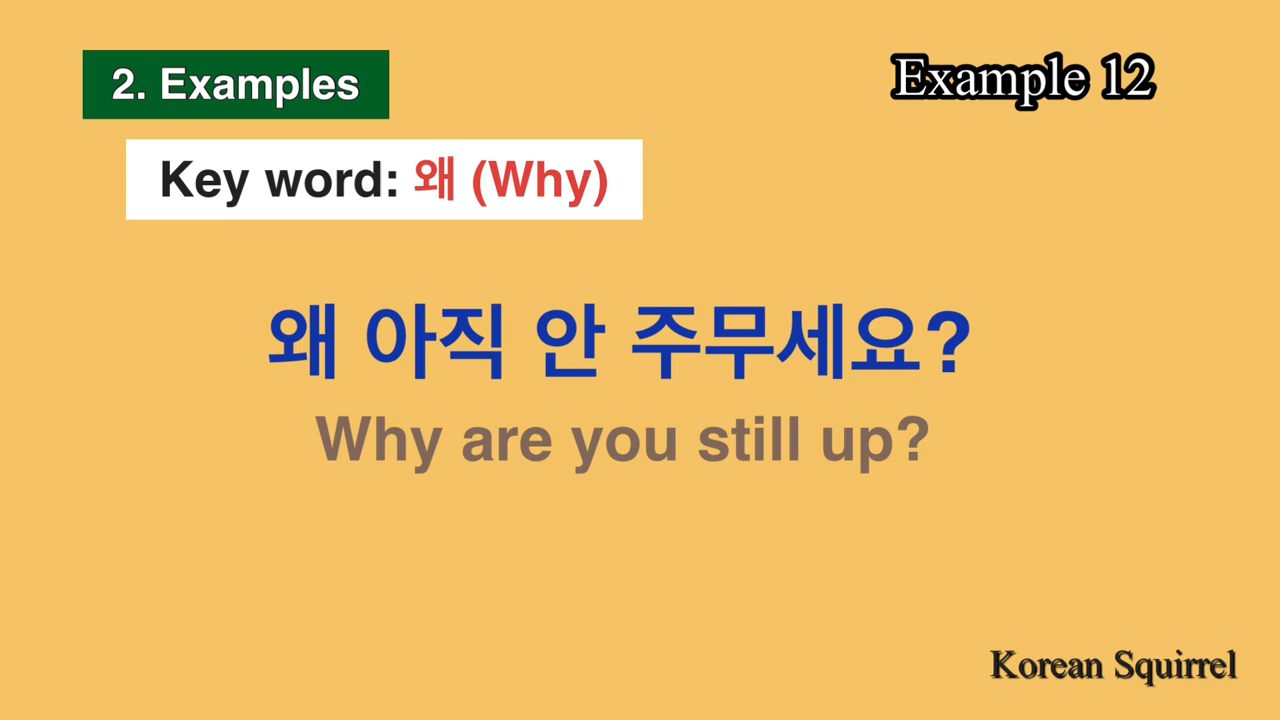 2. Examples
Example 12
Key word: 왜 (Why)
왜 아직 안 주무세요?
Why are you still up?
Korean Squirrel